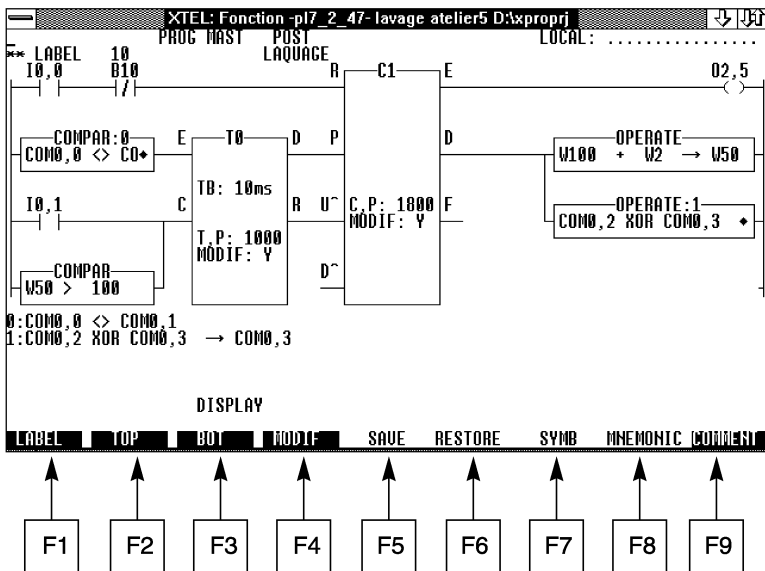 XTEL: Fonction -pl7_2_47- lavage atelier5 D:\xproprj
PROG MAST POST LOCAL: ................
** LABEL 10 LAQUAGE
I0,0 B10 R C1 E O2,5
COMPAR:0 E T0 D P D OPERATE
COM0,0 <> CO◆ W100 + W2 → W50
TB: 10ms
I0,1 C R U^ C,P: 1800 F OPERATE:1
MODIF: Y COM0,2 XOR COM0,3 ◆
T,P: 1000
MODIF: Y
COMPAR D^
W50 > 100
0:COM0,0 <> COM0,1
1:COM0,2 XOR COM0,3 → COM0,3
DISPLAY
LABEL TOP BOT MODIF SAVE RESTORE SYMB MNEMONIC COMMENT
F1 F2 F3 F4 F5 F6 F7 F8 F9